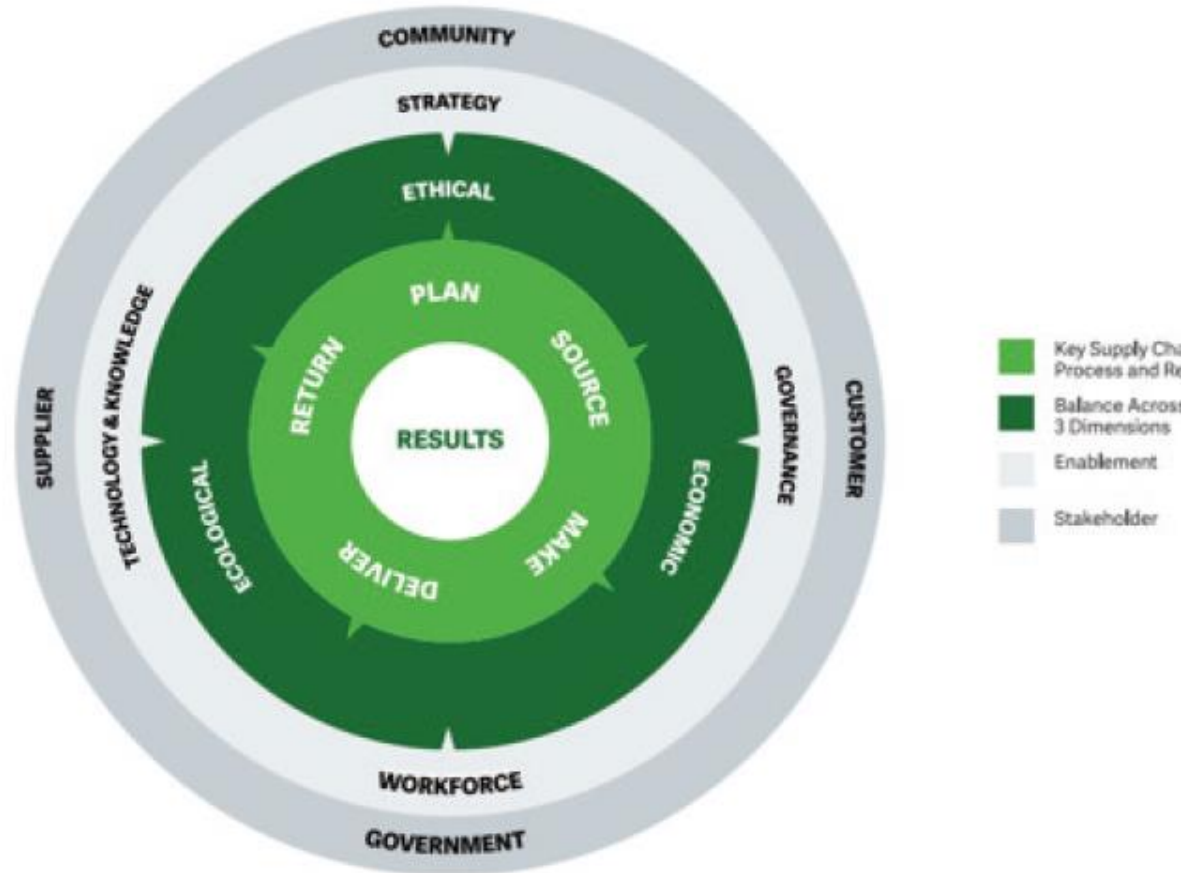 COMMUNITY
STRATEGY
ETHICAL
PLAN
SOURCE
MAKE
DELIVER
RETURN
RESULTS
ECONOMIC
ECOLOGICAL
GOVERNANCE
WORKFORCE
TECHNOLOGY & KNOWLEDGE
CUSTOMER
GOVERNMENT
SUPPLIER
Key Supply Cha
Process and Re
Balance Across
3 Dimensions
Enablement
Stakeholder